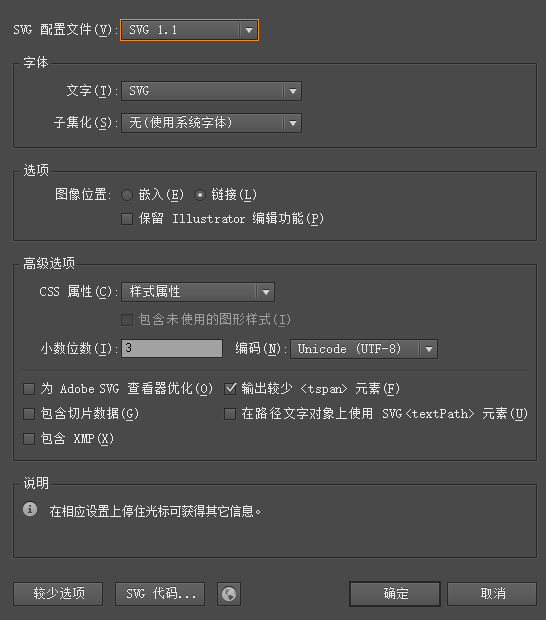 SVG 配置文件(V): SVG 1.1
字体
文字(T): SVG
子集化(S): 无(使用系统字体)
选项
图像位置: 嵌入(E) 链接(L)
保留 Illustrator 编辑功能(P)
高级选项
CSS 属性(C): 样式属性
包含未使用的图形样式(I)
小数位数(I): 3 编码(N): Unicode (UTF-8)
为 Adobe SVG 查看器优化(O) 输出较少 <tspan> 元素(F)
包含切片数据(G) 在路径文字对象上使用 SVG<textPath> 元素(U)
包含 XMP(X)
说明
在相应设置上停住光标可获得其它信息。
较少选项 SVG 代码... 确定 取消